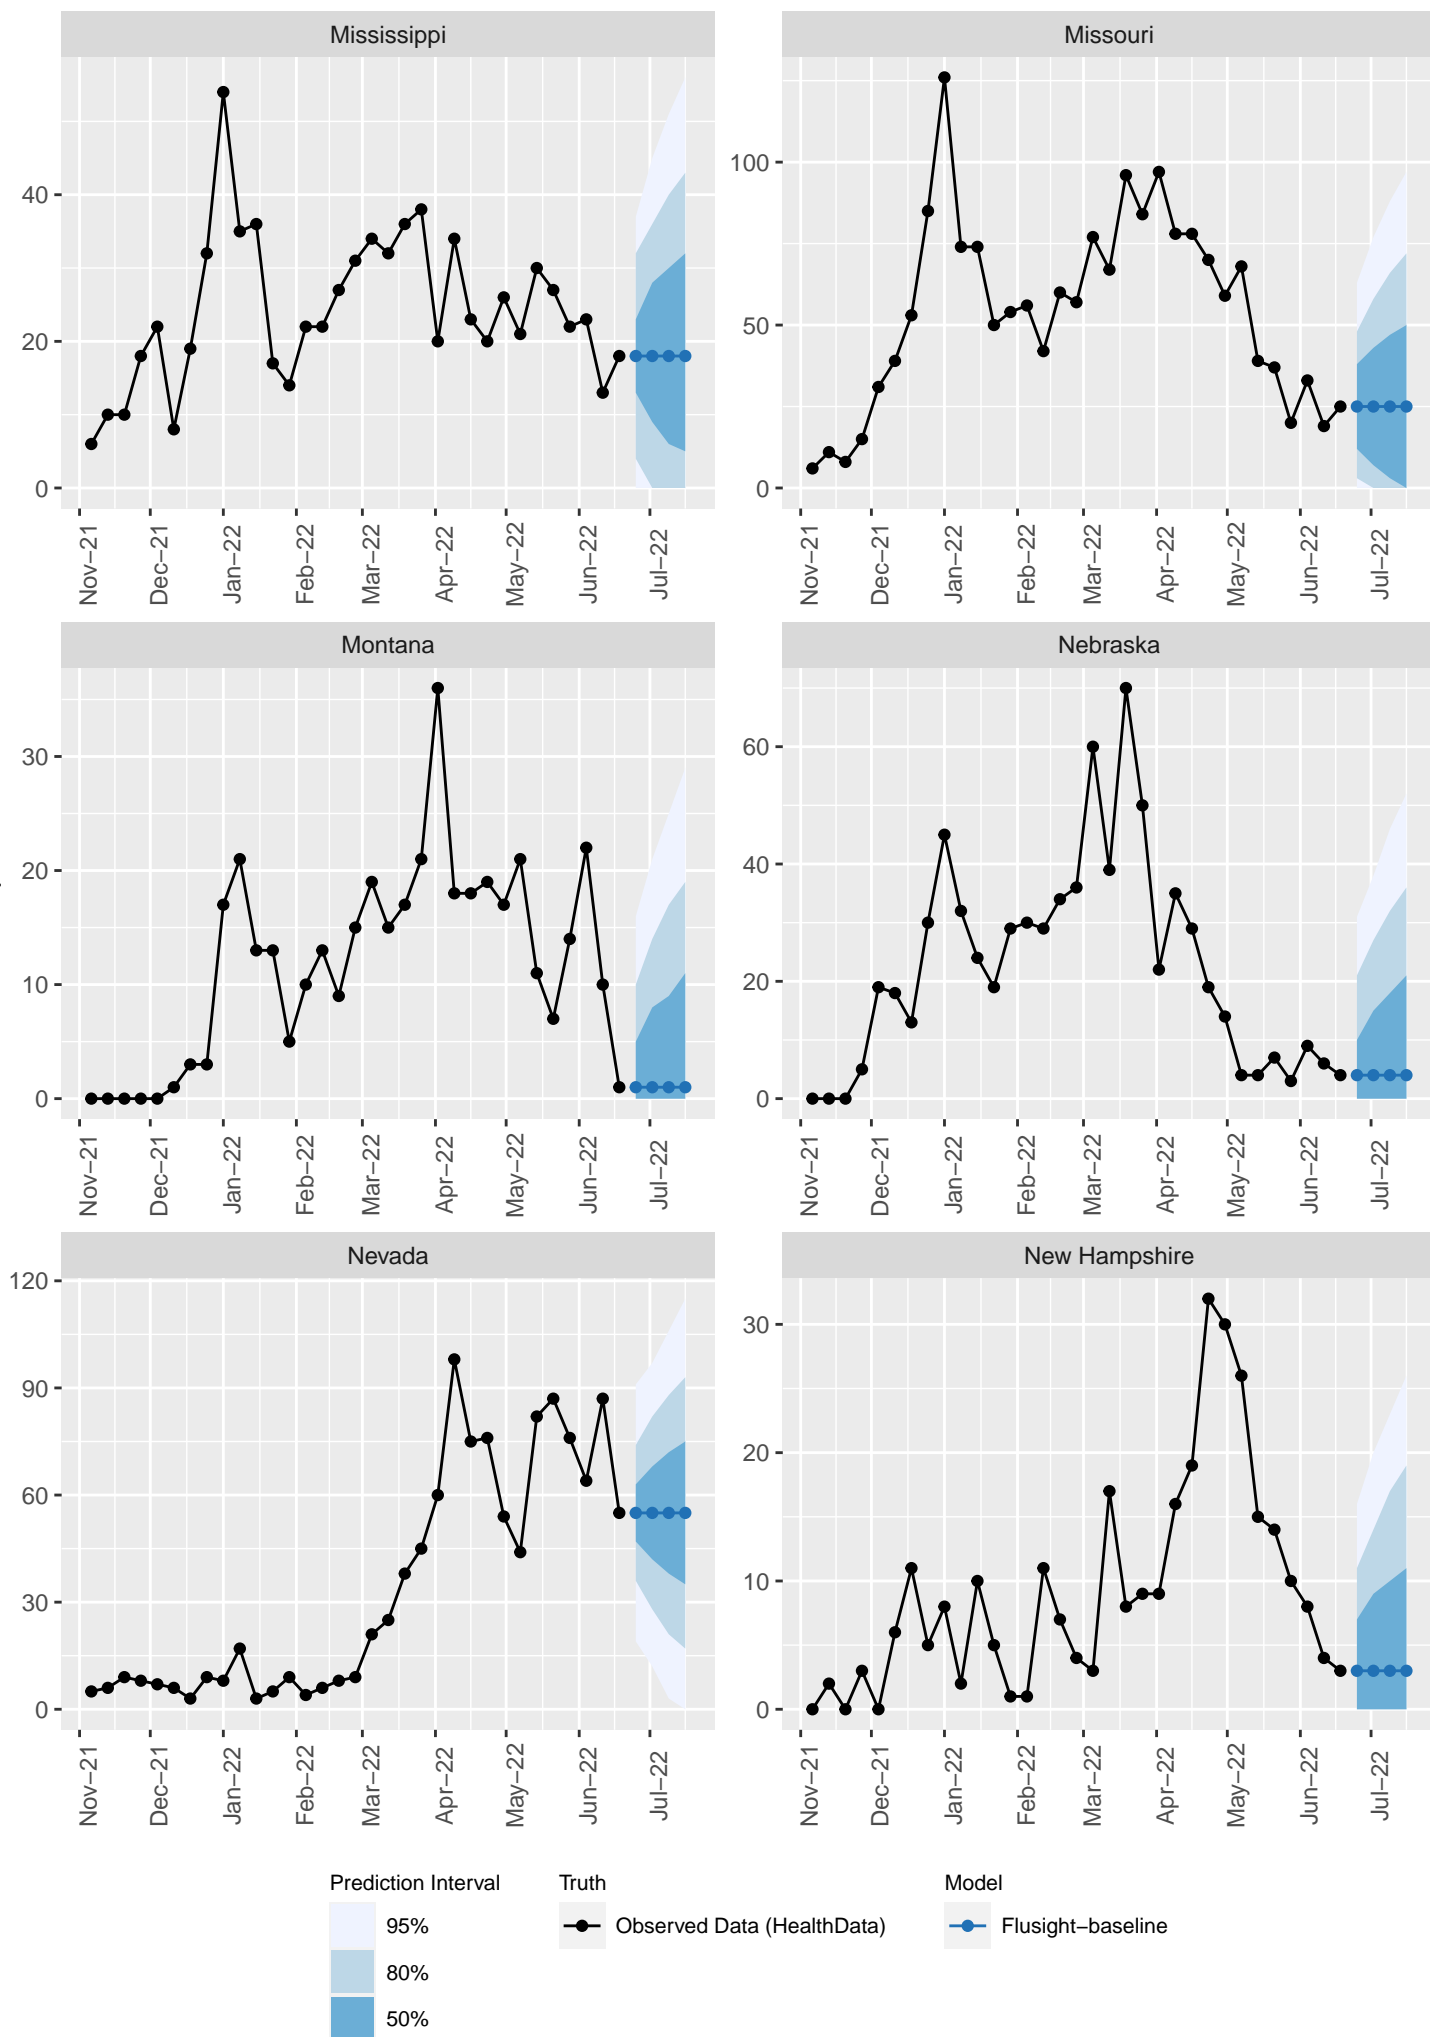 Mississippi
Missouri
40
20
0
100
50
0
Nov−21
Dec−21
Jan−22
Feb−22
Mar−22
Apr−22
May−22
Jun−22
Jul−22
Nov−21
Dec−21
Jan−22
Feb−22
Mar−22
Apr−22
May−22
Jun−22
Jul−22
Montana
Nebraska
30
20
10
0
60
40
20
0
Nov−21
Dec−21
Jan−22
Feb−22
Mar−22
Apr−22
May−22
Jun−22
Jul−22
Nov−21
Dec−21
Jan−22
Feb−22
Mar−22
Apr−22
May−22
Jun−22
Jul−22
Nevada
New Hampshire
120
90
60
30
0
30
20
10
0
Nov−21
Dec−21
Jan−22
Feb−22
Mar−22
Apr−22
May−22
Jun−22
Jul−22
Nov−21
Dec−21
Jan−22
Feb−22
Mar−22
Apr−22
May−22
Jun−22
Jul−22
Prediction Interval
95%
80%
50%
Truth
Observed Data (HealthData)
Model
Flusight−baseline